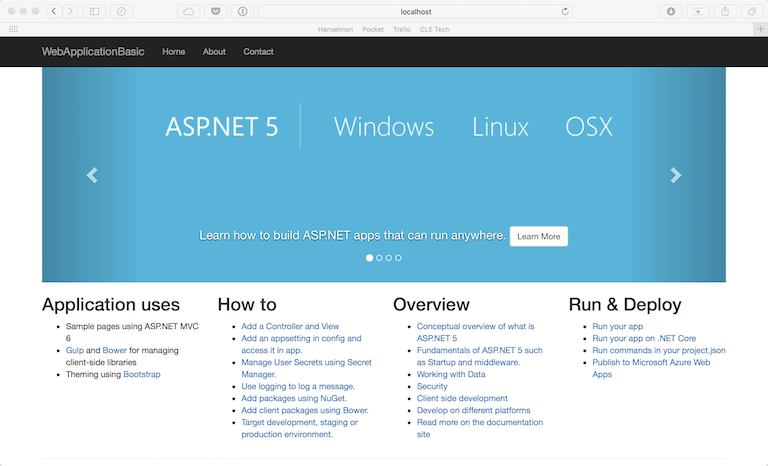 localhost
Hanselman Pocket Trello CLE Tech
WebApplicationBasic Home About Contact
ASP.NET 5 Windows Linux OSX
Learn how to build ASP.NET apps that can run anywhere. Learn More
Application uses
Sample pages using ASP.NET MVC
6
Gulp and Bower for managing
client-side libraries
Theming using Bootstrap
How to
Add a Controller and View
Add an appsetting in config and
access it in app.
Manage User Secrets using Secret
Manager.
Use logging to log a message.
Add packages using NuGet.
Add client packages using Bower.
Target development, staging or
production environment.
Overview
Conceptual overview of what is
ASP.NET 5
Fundamentals of ASP.NET 5 such
as Startup and middleware.
Working with Data
Security
Client side development
Develop on different platforms
Read more on the documentation
site
Run & Deploy
Run your app
Run your app on .NET Core
Run commands in your project.json
Publish to Microsoft Azure Web
Apps